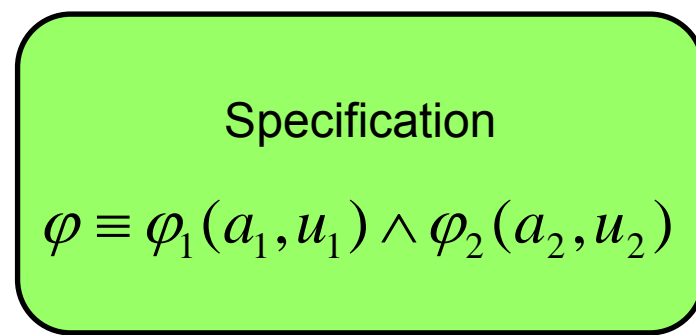 Specification
φ ≡ φ₁(a₁,u₁) ∧ φ₂(a₂,u₂)